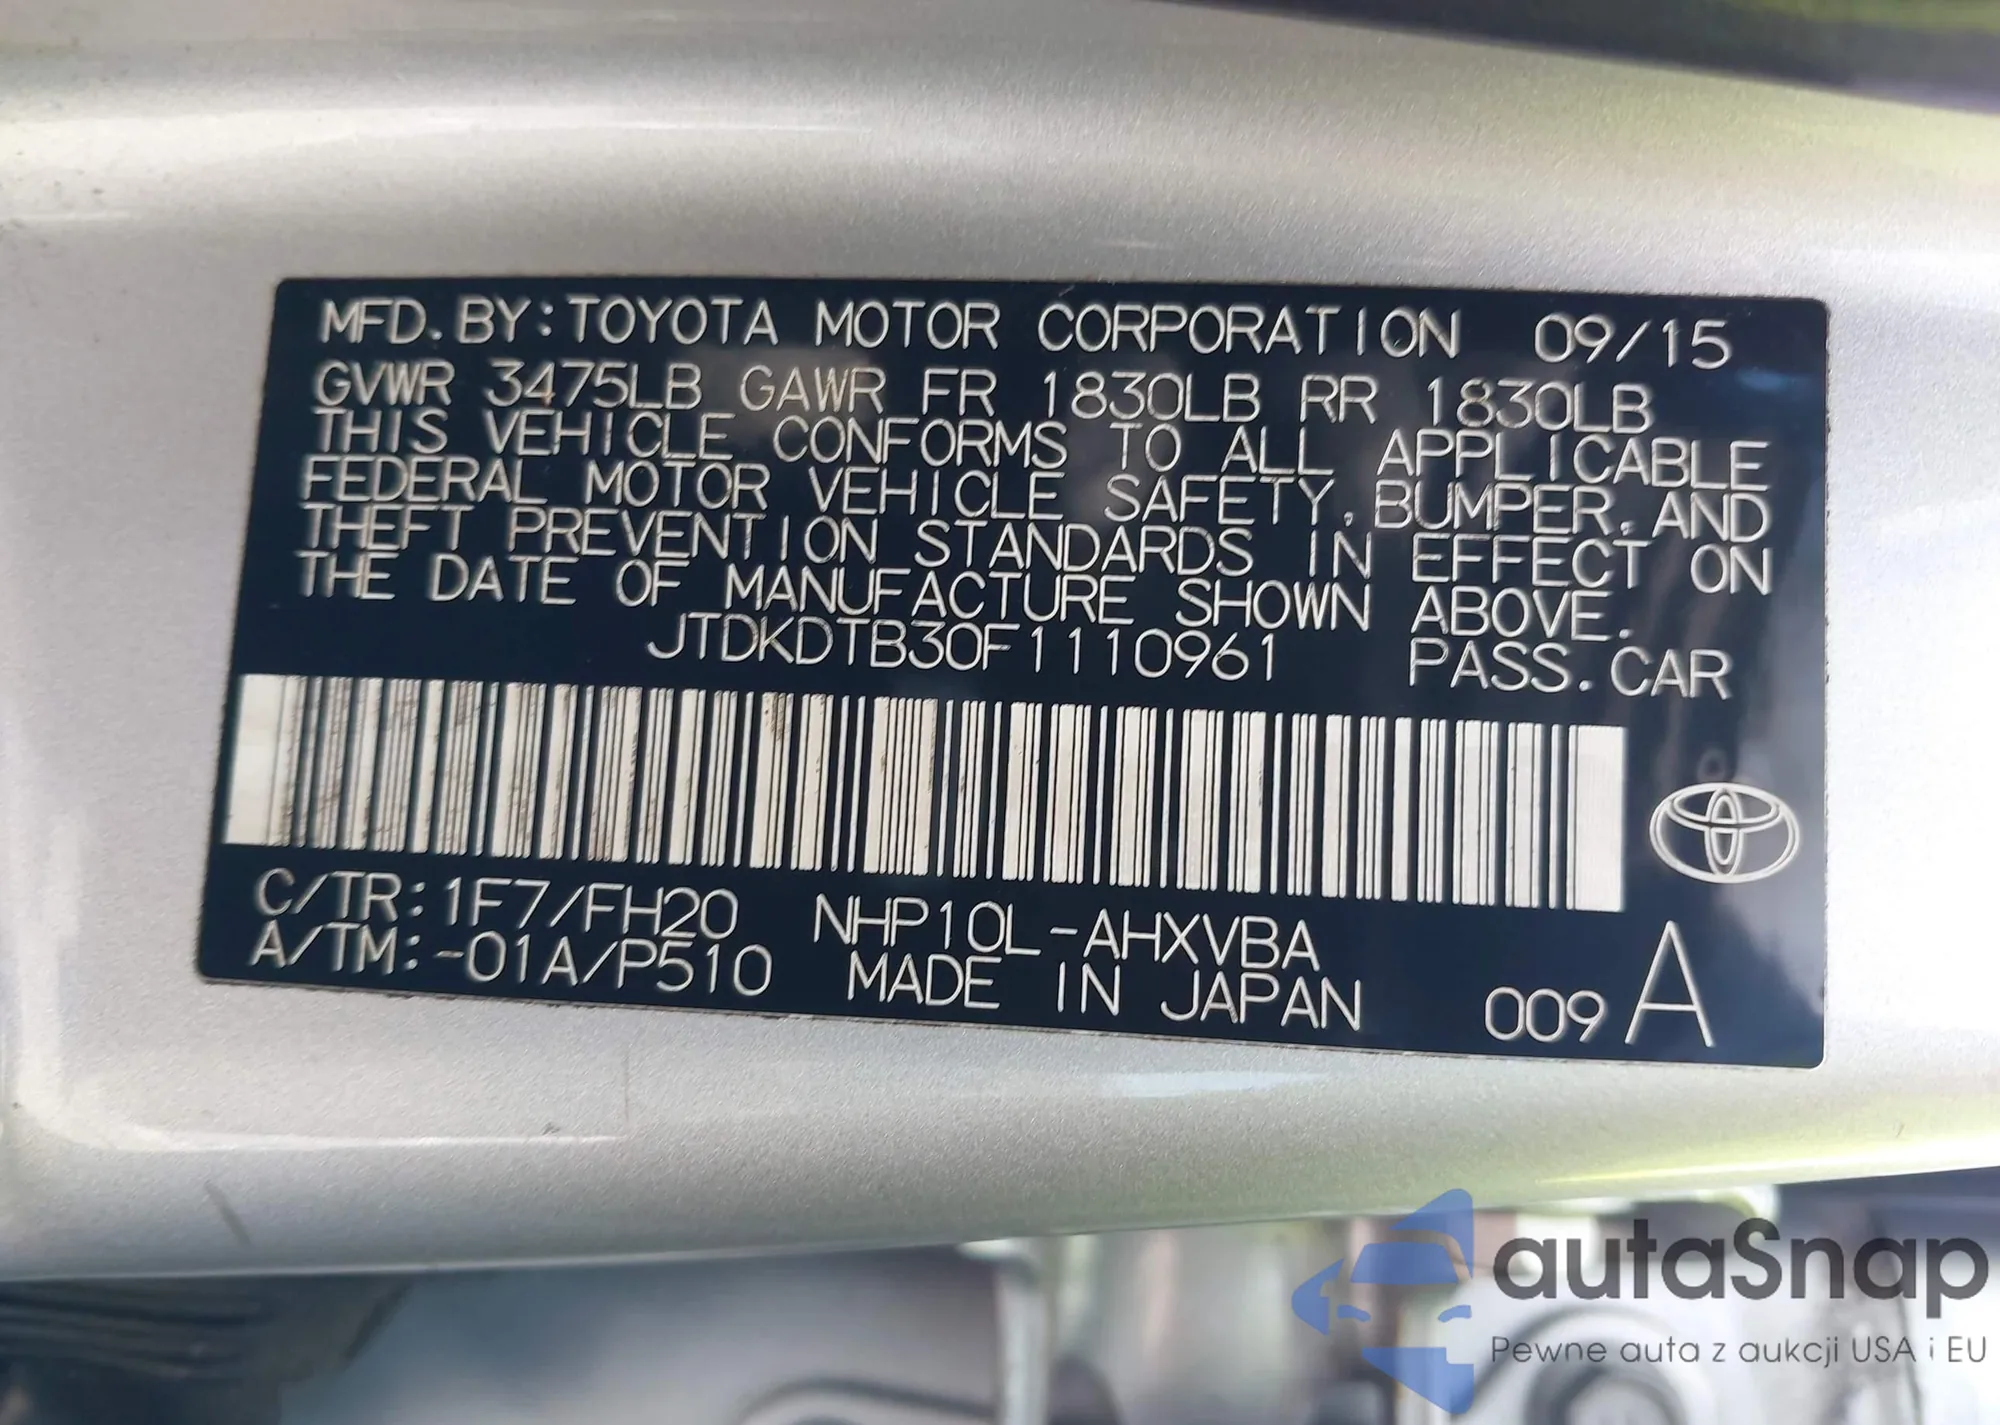 MFD. BY: TOYOTA MOTOR CORPORATION 09/15
GVWR 3475LB GAWR FR 1830LB RR 1830LB
THIS VEHICLE CONFORMS TO ALL APPLICABLE
FEDERAL MOTOR VEHICLE SAFETY, BUMPER, AND
THEFT PREVENTION STANDARDS IN EFFECT ON
THE DATE OF MANUFACTURE SHOWN ABOVE.
JTDKDTB30F1110961 PASS. CAR
C/TR: 1F7/FH20 NHP10L-AHXVBA
A/TM: -01A/P510 MADE IN JAPAN 009 A
autaSnap
Pewne auta z aukcji USA i EU